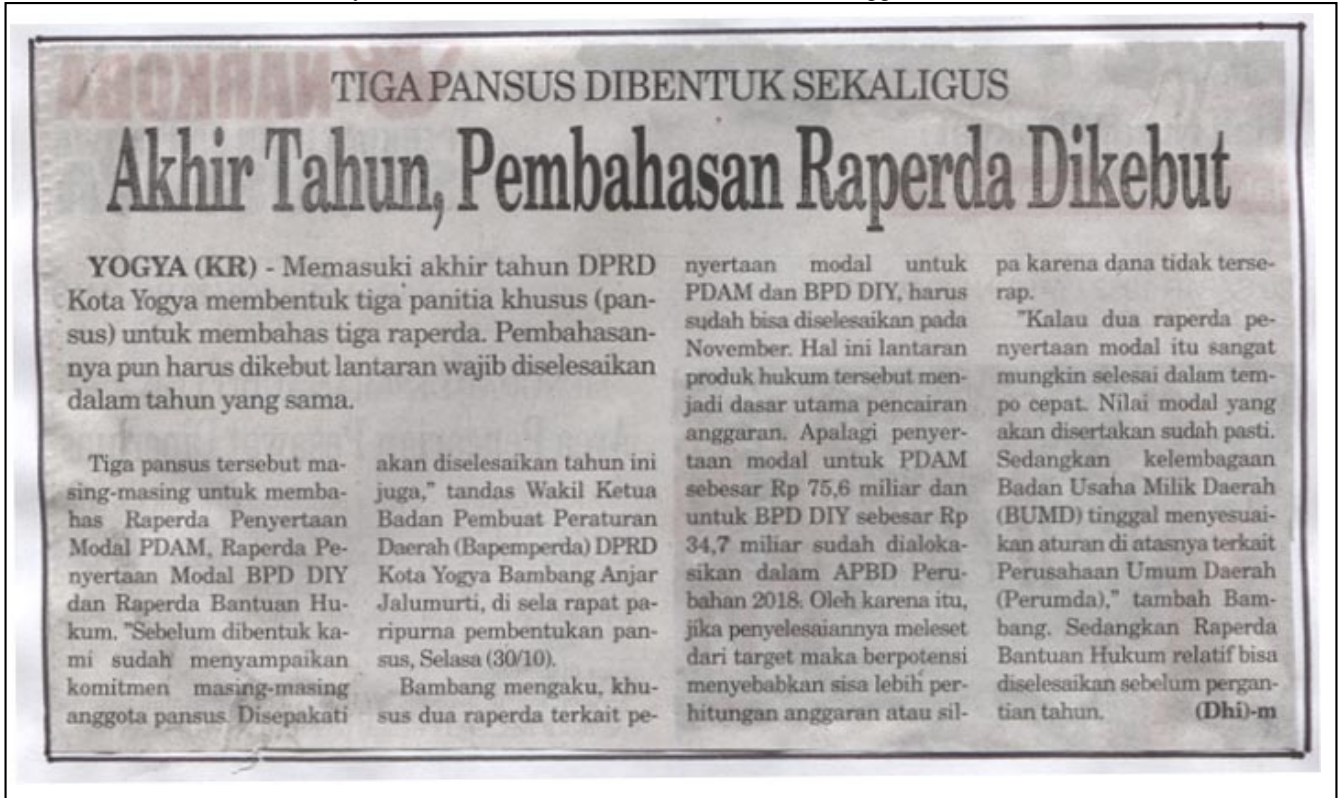 TIGA PANSUS DIBENTUK SEKALIGUS
Akhir Tahun, Pembahasan Raperda Dikebut
YOGYA (KR) - Memasuki akhir tahun DPRD
Kota Yogya membentuk tiga panitia khusus (pan-
sus) untuk membahas tiga raperda. Pembahasan-
nya pun harus dikebut lantaran wajib diselesaikan
dalam tahun yang sama.
Tiga pansus tersebut ma-
sing-masing untuk memba-
has Raperda Penyertaan
Modal PDAM, Raperda Pe-
nyertaan Modal BPD DIY
dan Raperda Bantuan Hu-
kum. "Sebelum dibentuk ka-
mi sudah menyampaikan
komitmen masing-masing
anggota pansus. Disepakati
akan diselesaikan tahun ini
juga," tandas Wakil Ketua
Badan Pembuat Peraturan
Daerah (Bapemperda) DPRD
Kota Yogya Bambang Anjar
Jalumurti, di sela rapat pa-
ripurna pembentukan pan-
sus, Selasa (30/10).
Bambang mengaku, khu-
sus dua raperda terkait pe-
nyertaan modal untuk
PDAM dan BPD DIY, harus
sudah bisa diselesaikan pada
November. Hal ini lantaran
produk hukum tersebut men-
jadi dasar utama pencairan
anggaran. Apalagi penyer-
taan modal untuk PDAM
sebesar Rp 75,6 miliar dan
untuk BPD DIY sebesar Rp
34,7 miliar sudah dialoka-
sikan dalam APBD Peru-
bahan 2018. Oleh karena itu,
jika penyelesaiannya meleset
dari target maka berpotensi
menyebabkan sisa lebih per-
hitungan anggaran atau sil-
pa karena dana tidak terse-
rap.
"Kalau dua raperda pe-
nyertaan modal itu sangat
mungkin selesai dalam tem-
po cepat. Nilai modal yang
akan disertakan sudah pasti.
Sedangkan kelembagaan
Badan Usaha Milik Daerah
(BUMD) tinggal menyesuai-
kan aturan di atasnya terkait
Perusahaan Umum Daerah
(Perumda)," tambah Bam-
bang. Sedangkan Raperda
Bantuan Hukum relatif bisa
diselesaikan sebelum pergan-
tian tahun. (Dhi)-m